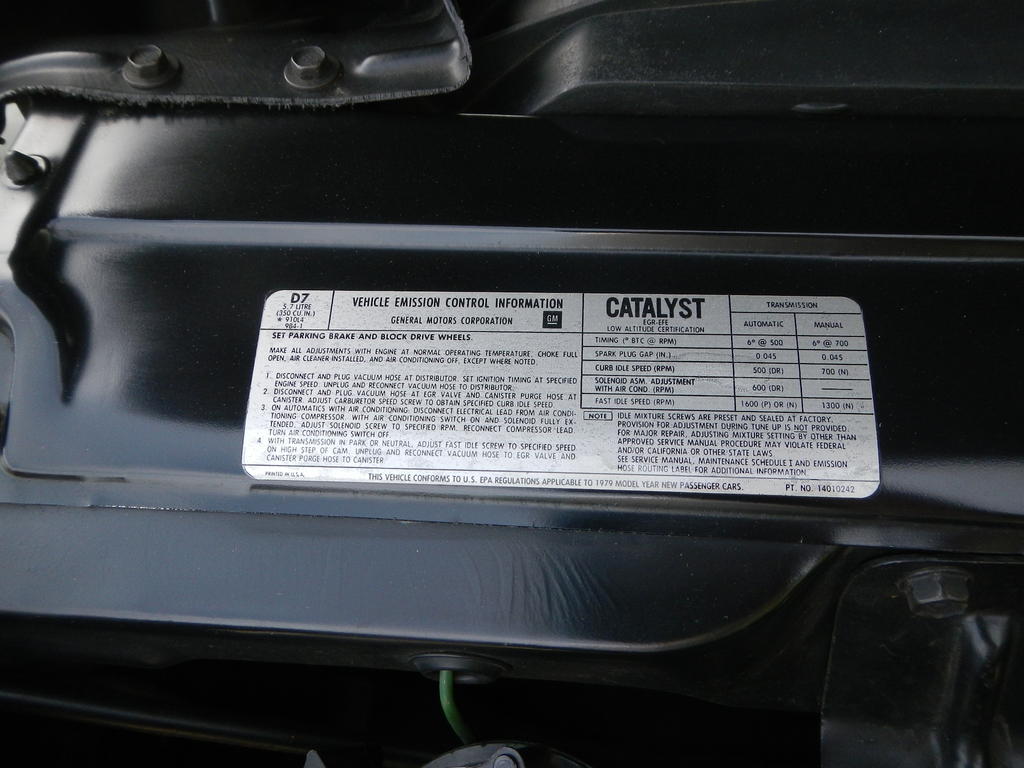 D7
5.7 LITRE
(350 CU.IN.)
* 910L4
984-1
VEHICLE EMISSION CONTROL INFORMATION
GENERAL MOTORS CORPORATION GM
SET PARKING BRAKE AND BLOCK DRIVE WHEELS.
MAKE ALL ADJUSTMENTS WITH ENGINE AT NORMAL OPERATING TEMPERATURE, CHOKE FULL
OPEN, AIR CLEANER INSTALLED, AND AIR CONDITIONING OFF, EXCEPT WHERE NOTED.
1. DISCONNECT AND PLUG VACUUM HOSE AT DISTRIBUTOR. SET IGNITION TIMING AT SPECIFIED
ENGINE SPEED. UNPLUG AND RECONNECT VACUUM HOSE TO DISTRIBUTOR.
2. DISCONNECT AND PLUG VACUUM HOSE AT EGR VALVE AND CANISTER PURGE HOSE AT
CANISTER. ADJUST CARBURETOR SPEED SCREW TO OBTAIN SPECIFIED CURB IDLE SPEED.
3. ON AUTOMATICS WITH AIR CONDITIONING: DISCONNECT ELECTRICAL LEAD FROM AIR CONDI-
TIONING COMPRESSOR. WITH AIR CONDITIONING SWITCH ON AND SOLENOID FULLY EX-
TENDED, ADJUST SOLENOID SCREW TO SPECIFIED RPM. RECONNECT COMPRESSOR LEAD.
TURN AIR CONDITIONING SWITCH OFF.
4. WITH TRANSMISSION IN PARK OR NEUTRAL, ADJUST FAST IDLE SCREW TO SPECIFIED SPEED
ON HIGH STEP OF CAM. UNPLUG AND RECONNECT VACUUM HOSE TO EGR VALVE AND
CANISTER PURGE HOSE TO CANISTER.
CATALYST
EGR-EFE
LOW ALTITUDE CERTIFICATION
TRANSMISSION
AUTOMATIC MANUAL
TIMING (° BTC @ RPM) 6° @ 500 6° @ 700
SPARK PLUG GAP (IN.) 0.045 0.045
CURB IDLE SPEED (RPM) 500 (DR) 700 (N)
SOLENOID ASM. ADJUSTMENT
WITH AIR COND. (RPM) 600 (DR) ——
FAST IDLE SPEED (RPM) 1600 (P) OR (N) 1300 (N)
NOTE IDLE MIXTURE SCREWS ARE PRESET AND SEALED AT FACTORY.
PROVISION FOR ADJUSTMENT DURING TUNE UP IS NOT PROVIDED.
FOR MAJOR REPAIR, ADJUSTING MIXTURE SETTING BY OTHER THAN
APPROVED SERVICE MANUAL PROCEDURE MAY VIOLATE FEDERAL
AND/OR CALIFORNIA OR OTHER STATE LAWS.
SEE SERVICE MANUAL, MAINTENANCE SCHEDULE I AND EMISSION
HOSE ROUTING LABEL FOR ADDITIONAL INFORMATION.
PRINTED IN U.S.A. THIS VEHICLE CONFORMS TO U.S. EPA REGULATIONS APPLICABLE TO 1979 MODEL YEAR NEW PASSENGER CARS. PT. NO. 14010242